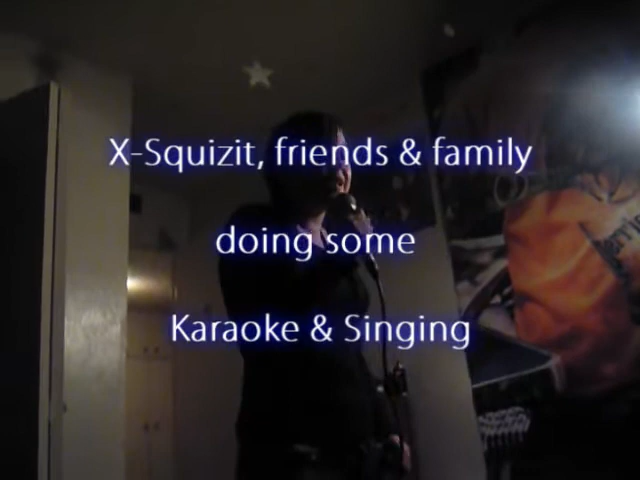 X-Squizit, friends & family
doing some
Karaoke & Singing